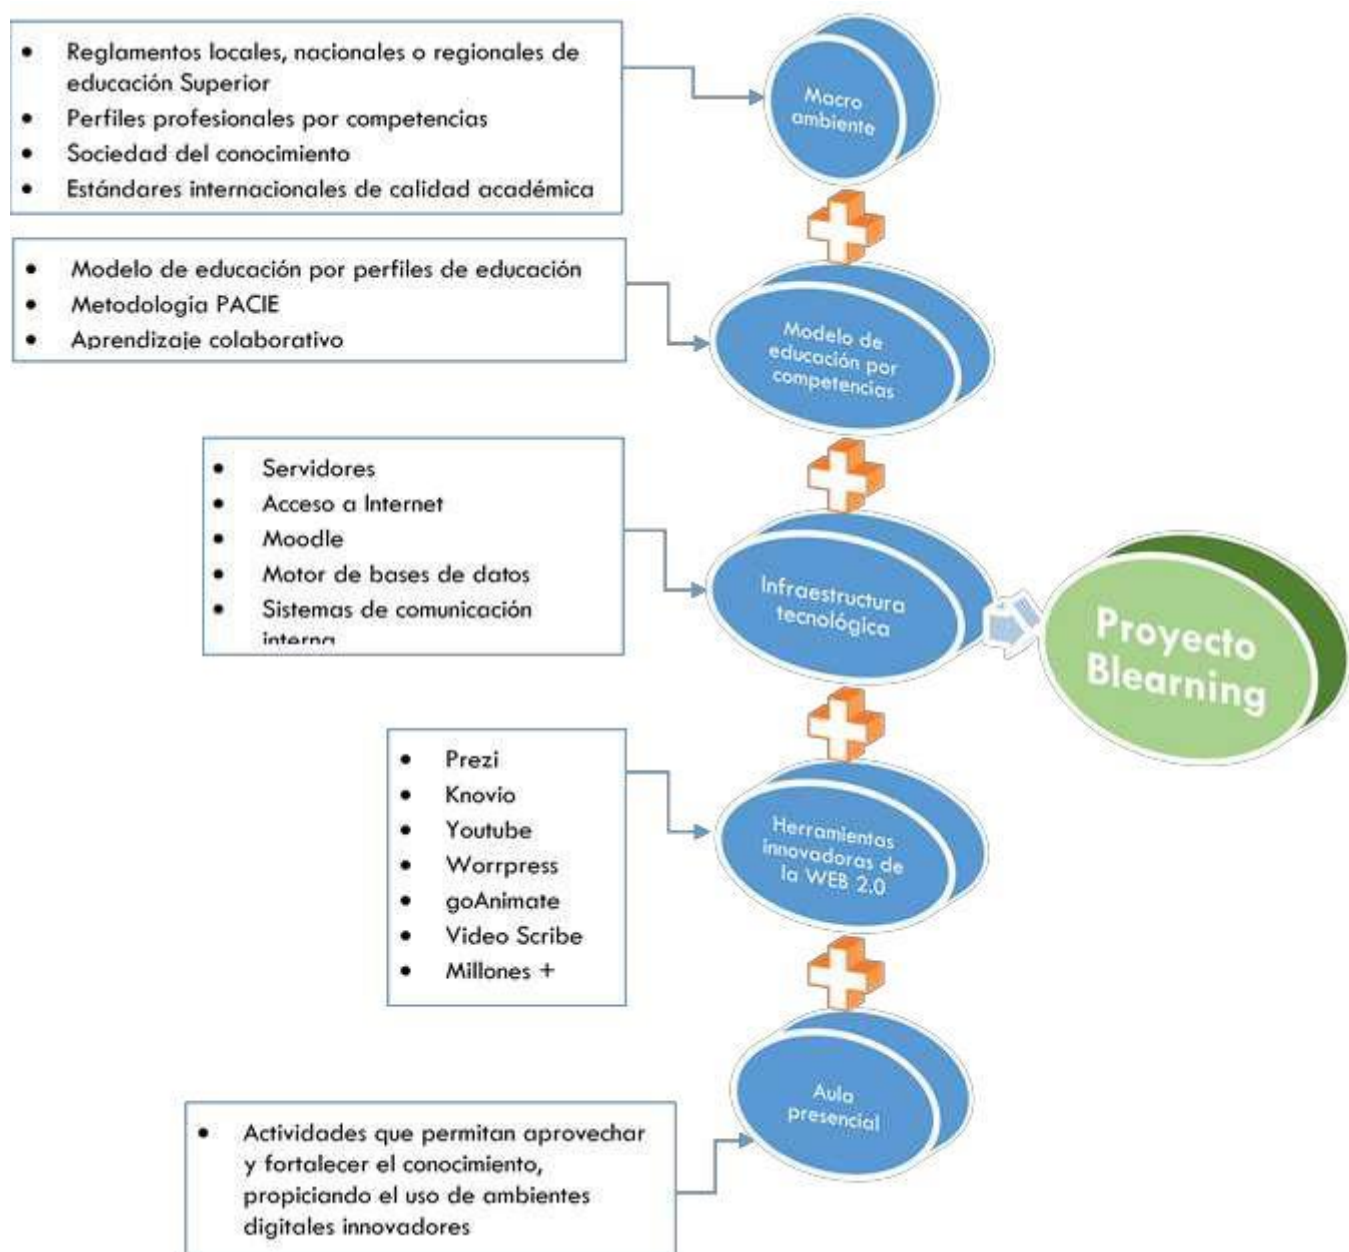 • Reglamentos locales, nacionales o regionales de
educación Superior
• Perfiles profesionales por competencias
• Sociedad del conocimiento
• Estándares internacionales de calidad académica
Macro
ambiente
• Modelo de educación por perfiles de educación
• Metodología PACIE
• Aprendizaje colaborativo
Modelo de
educación por
competencias
• Servidores
• Acceso a Internet
• Moodle
• Motor de bases de datos
• Sistemas de comunicación
interna
Infraestructura
tecnológica
Proyecto
Blearning
• Prezi
• Knovio
• Youtube
• Worrpress
• goAnimate
• Video Scribe
• Millones +
Herramientas
innovadoras de
la WEB 2.0
Aula
presencial
• Actividades que permitan aprovechar
y fortalecer el conocimiento,
propiciando el uso de ambientes
digitales innovadores